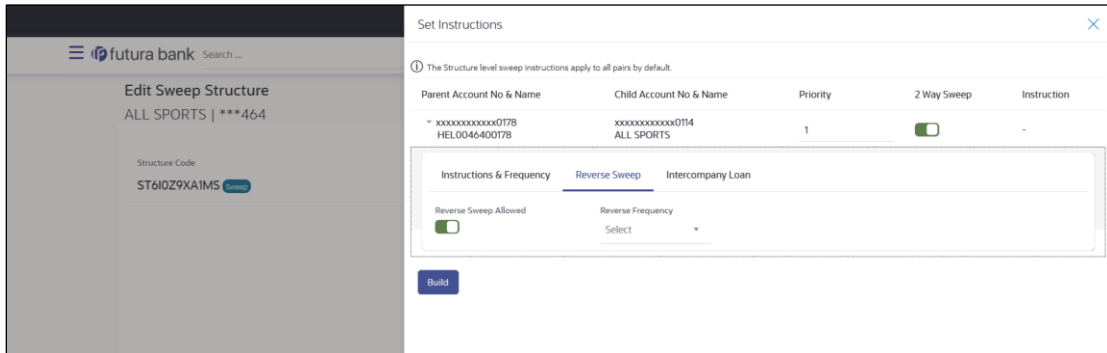 Set Instructions
futura bank Search ...
The Structure level sweep instructions apply to all pairs by default.
Edit Sweep Structure
ALL SPORTS | ***464
Parent Account No & Name Child Account No & Name Priority 2 Way Sweep Instruction
xxxxxxxxxxxx0178 xxxxxxxxxxxx0114 1 -
HEL0046400178 ALL SPORTS
Structure Code
ST6I0Z9XA1MS Sweep
Instructions & Frequency Reverse Sweep Intercompany Loan
Reverse Sweep Allowed Reverse Frequency
Select
Build